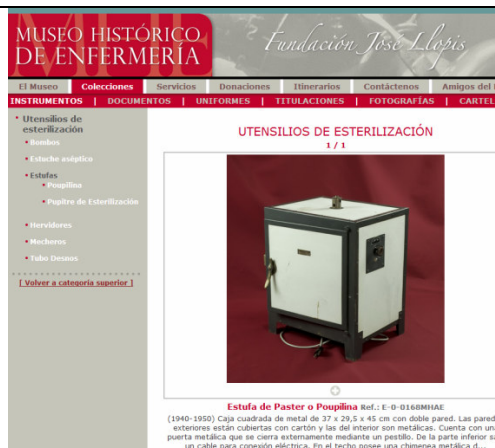 MUSEO HISTÓRICO
DE ENFERMERÍA
Fundación José Llopis
El Museo Colecciones Servicios Donaciones Itinerarios Contáctenos Amigos del
INSTRUMENTOS | DOCUMENTOS | UNIFORMES | TITULACIONES | FOTOGRAFÍAS | CARTEL
Utensilios de
esterilización
Bombos
Estuche aséptico
Estufas
Poupilina
Pupitre de Esterilización
Hervidores
Mecheros
Tubo Desnos
[ Volver a categoría superior ]
UTENSILIOS DE ESTERILIZACIÓN
1 / 1
Estufa de Paster o Poupilina Ref.: E-0-0168MHAE
(1940-1950) Caja cuadrada de metal de 37 x 29,5 x 45 cm con doble pared. Las pared
exteriores están cubiertas con cartón y las del interior son metálicas. Cuenta con un
puerta metálica que se cierra externamente mediante un pestillo. De la parte inferior s
un cable para conexión eléctrica. En el techo posee una chimenea metálica d...